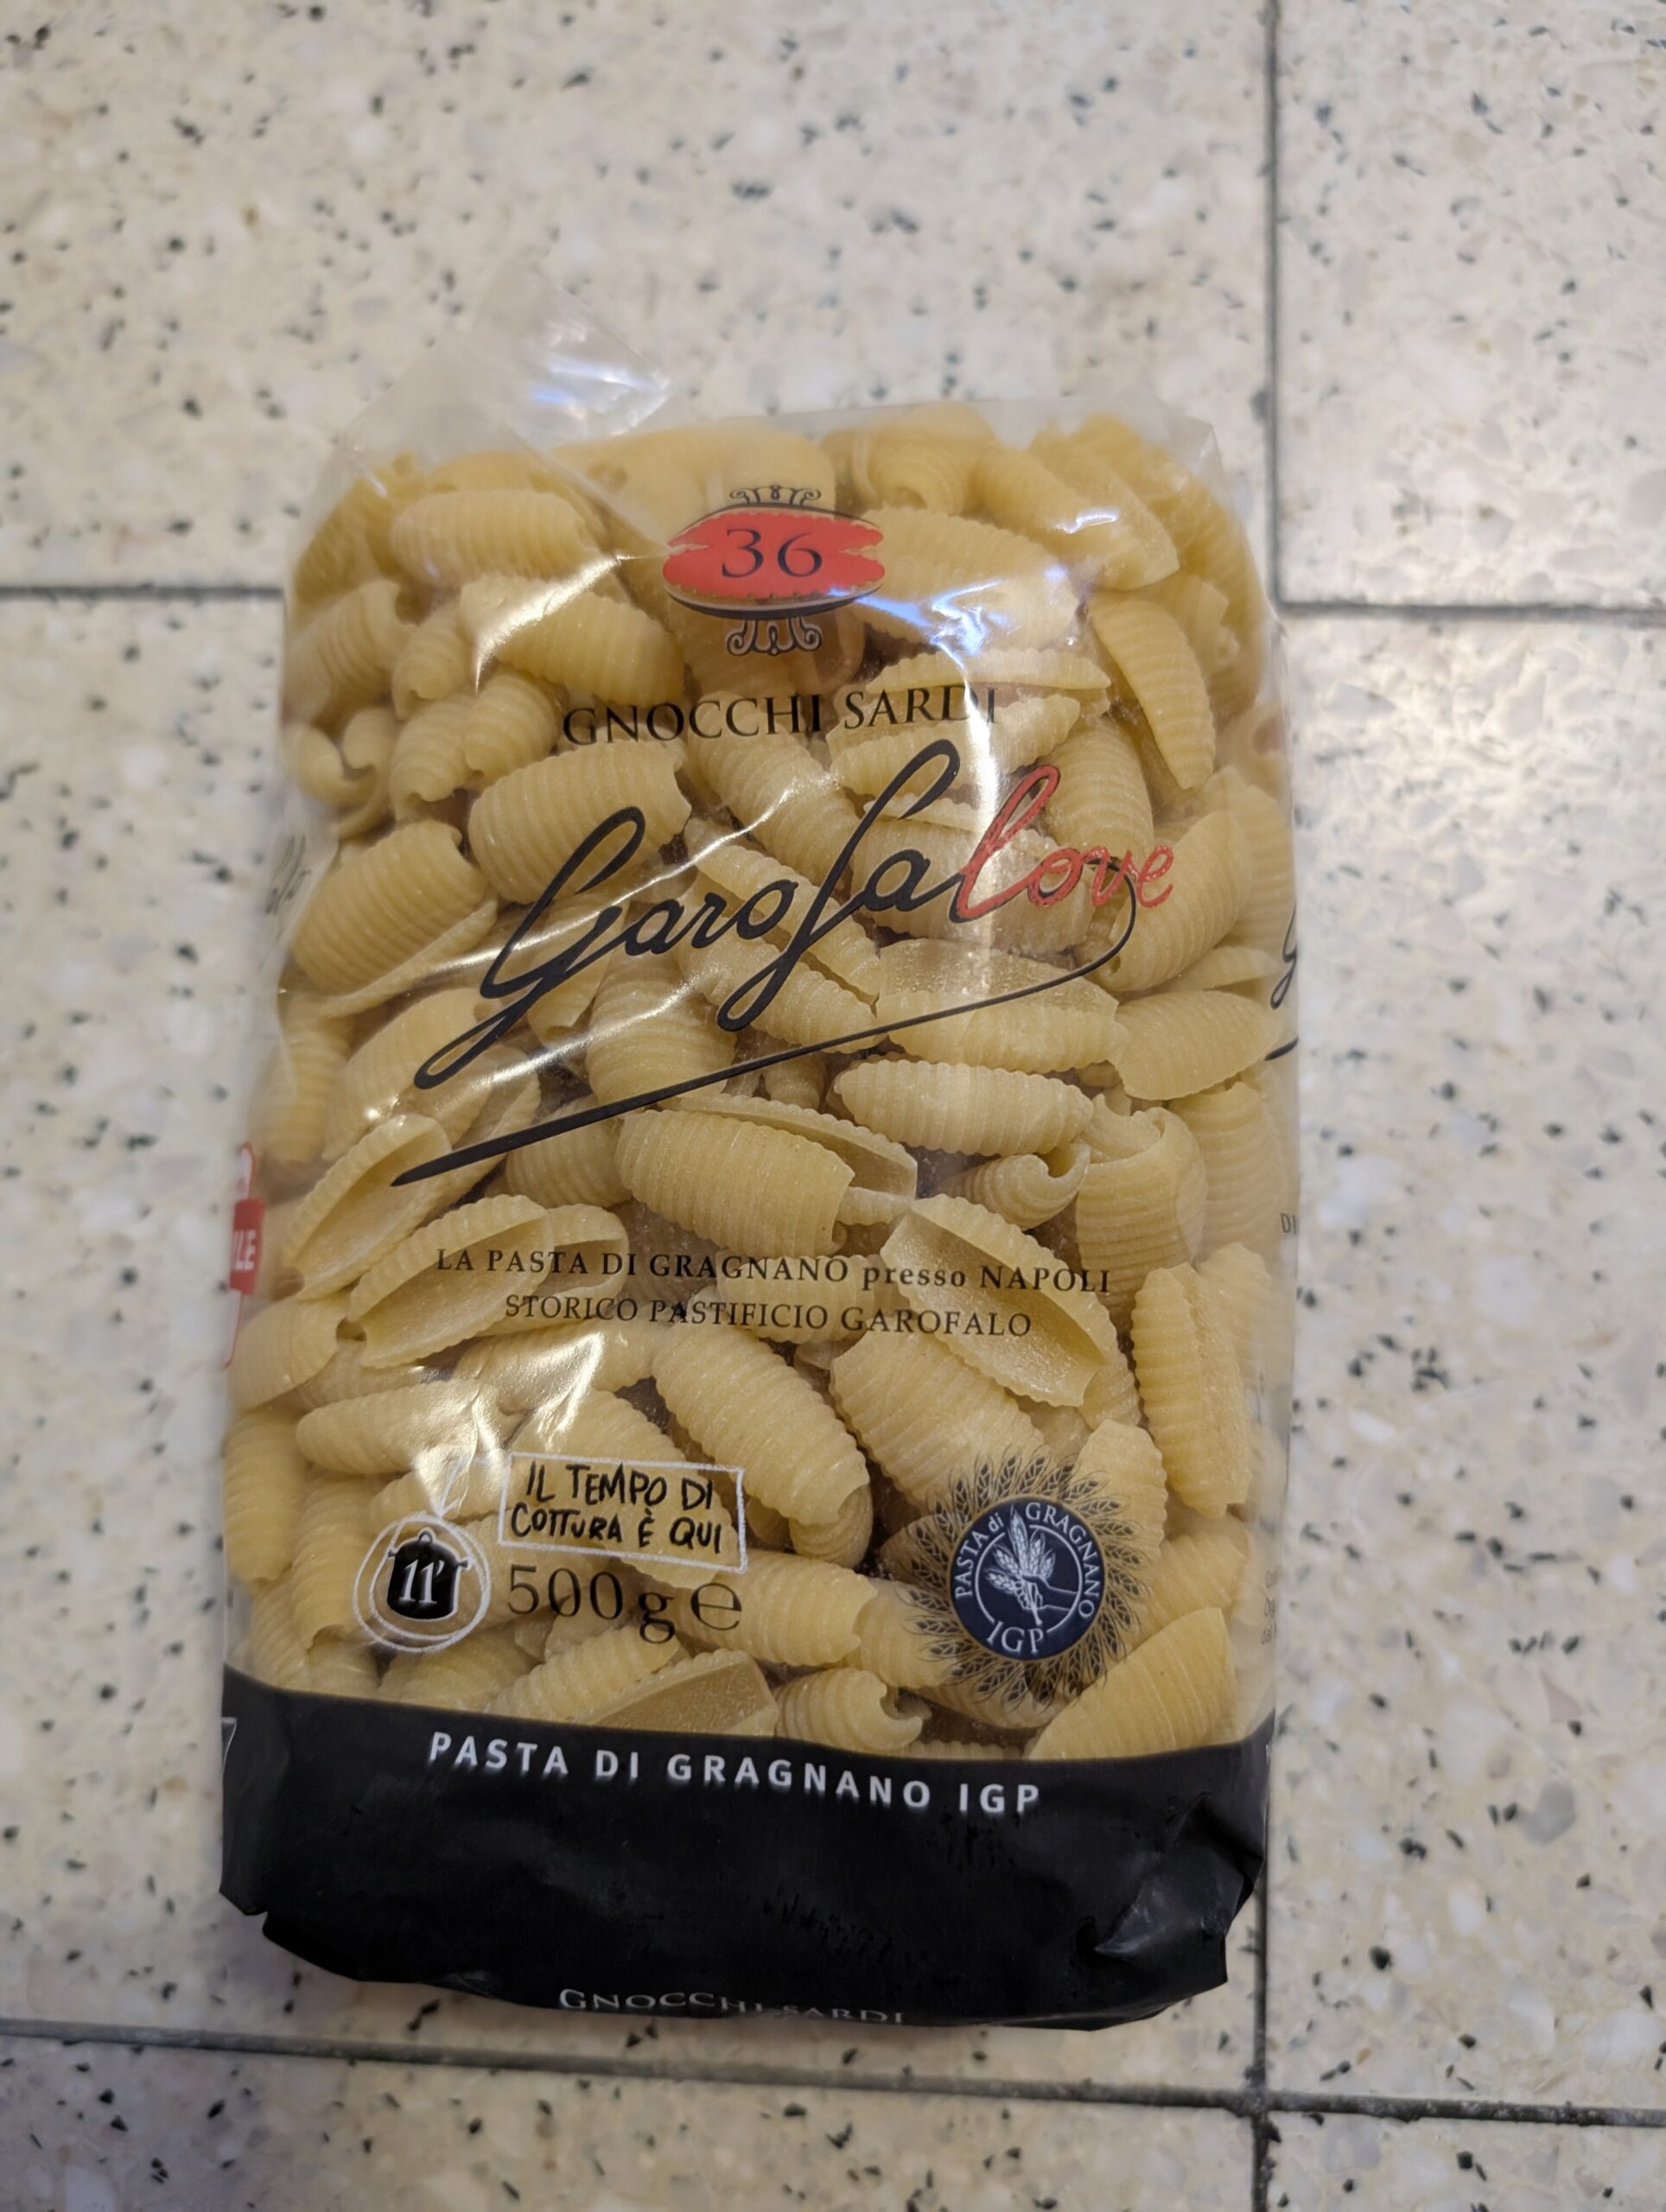 36
GNOCCHI SARDI
Garofalove
LA PASTA DI GRAGNANO presso NAPOLI
STORICO PASTIFICIO GAROFALO
IL TEMPO DI
COTTURA È QUI
11'
500g℮
PASTA di GRAGNANO
IGP
PASTA DI GRAGNANO IGP
GNOCCHI SARDI